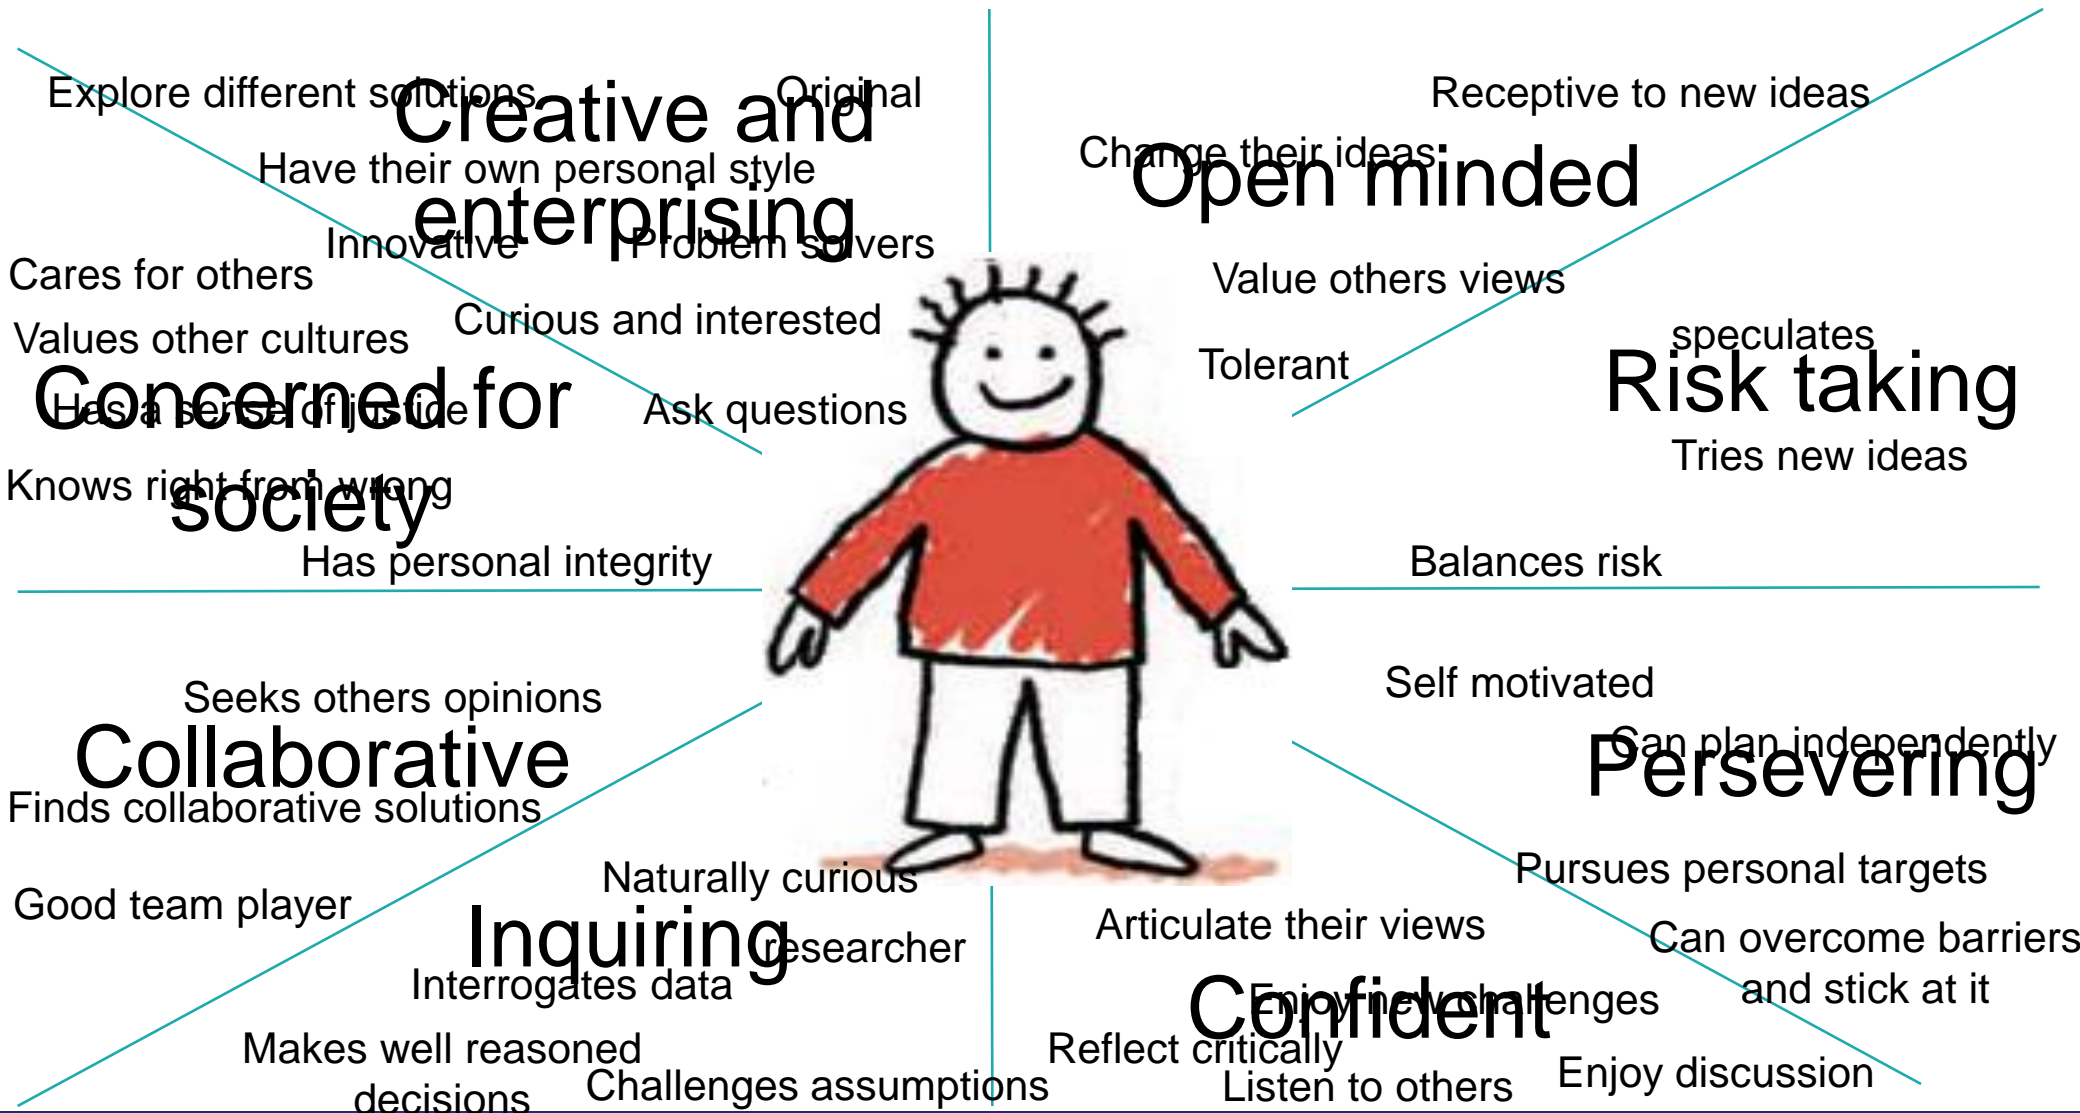 Explore different solutions
Original
Creative and
Have their own personal style
enterprising
Innovative
Problem solvers
Curious and interested
Ask questions
Receptive to new ideas
Change their ideas
Open minded
Value others views
Tolerant
speculates
Risk taking
Tries new ideas
Balances risk
Cares for others
Values other cultures
Concerned for
Has a sense of justice
Knows right from wrong
society
Has personal integrity
Seeks others opinions
Collaborative
Finds collaborative solutions
Good team player
Self motivated
Can plan independently
Persevering
Pursues personal targets
Can overcome barriers
and stick at it
Naturally curious
Inquiring
researcher
Interrogates data
Makes well reasoned
decisions
Challenges assumptions
Articulate their views
Confident
Enjoy new challenges
Reflect critically
Listen to others
Enjoy discussion